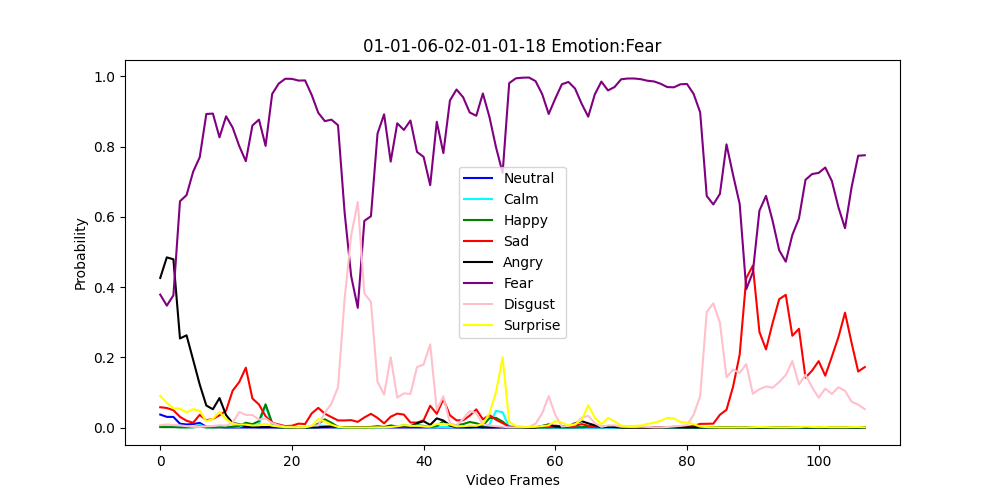 01-01-06-02-01-01-18 Emotion:Fear
1.0
0.8
0.6
0.4
0.2
0.0
Probability
Neutral
Calm
Happy
Sad
Angry
Fear
Disgust
Surprise
0 20 40 60 80 100
Video Frames